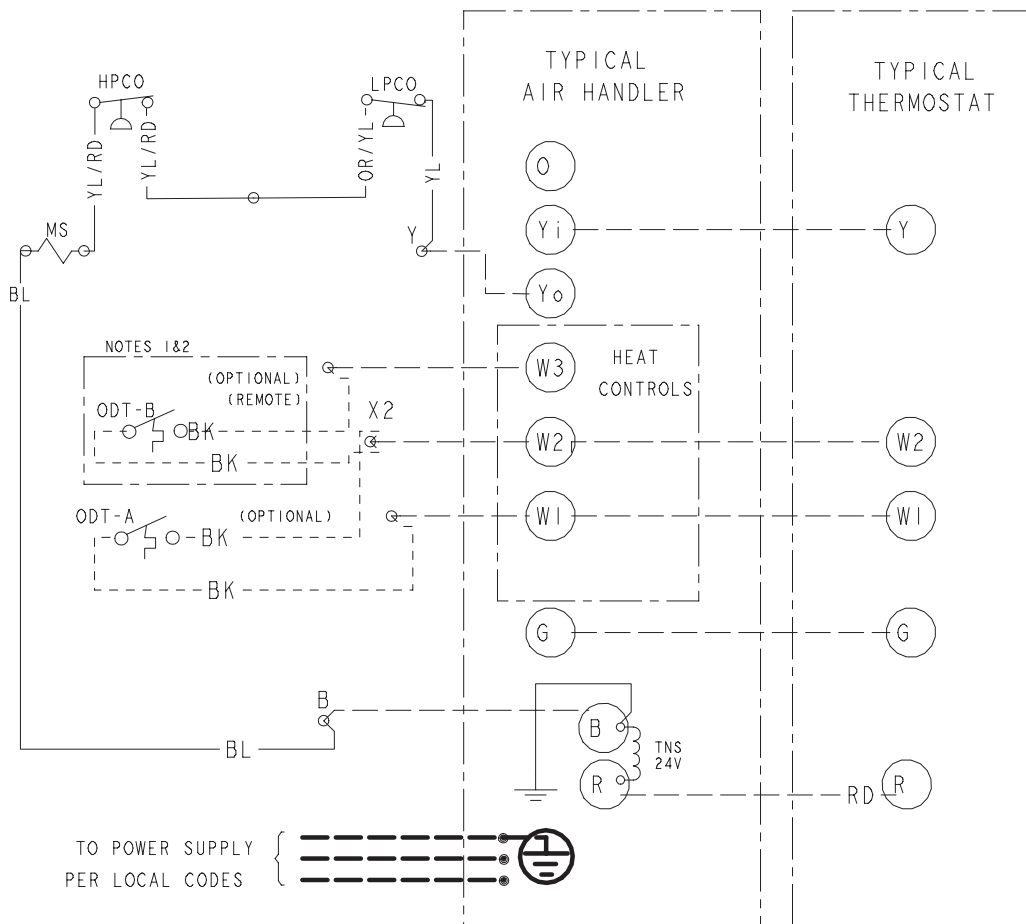 TYPICAL
AIR HANDLER
TYPICAL
THERMOSTAT
HPCO
LPCO
YL/RD
YL/RD
OR/YL
YL
O
MS
Y
Yi
Y
BL
Yo
NOTES 1&2
(OPTIONAL)
(REMOTE)
W3
HEAT
CONTROLS
ODT-B
BK
X2
W2
W2
BK
ODT-A
(OPTIONAL)
BK
W1
W1
BK
G
G
B
B
TNS
24V
BL
R
RD
R
TO POWER SUPPLY
PER LOCAL CODES